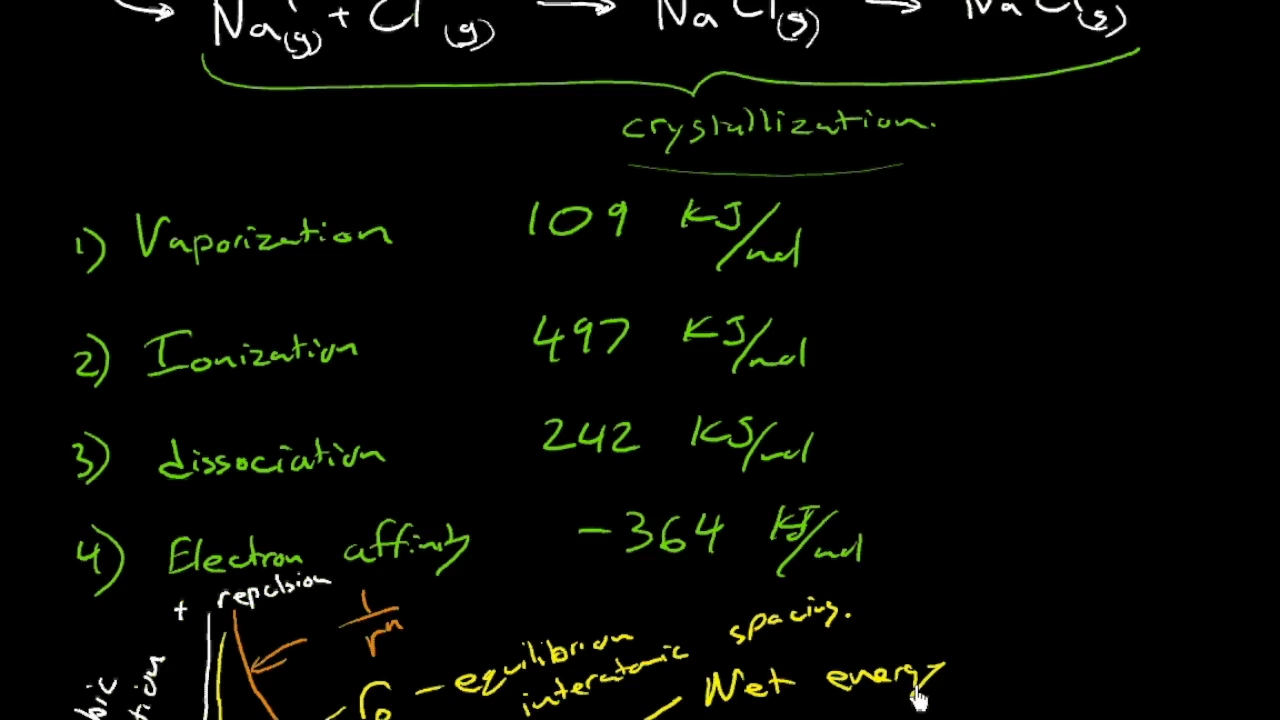 Na(g) + Cl (g) → NaCl(g) → NaCl(s)
crystallization.
1) Vaporization 109 KJ/mol
2) Ionization 497 KJ/mol
3) dissociation 242 KJ/mol
4) Electron affinity -364 kJ/mol
+ repulsion
1/rⁿ
r₀ - equilibrium interatomic spacing.
Net energy